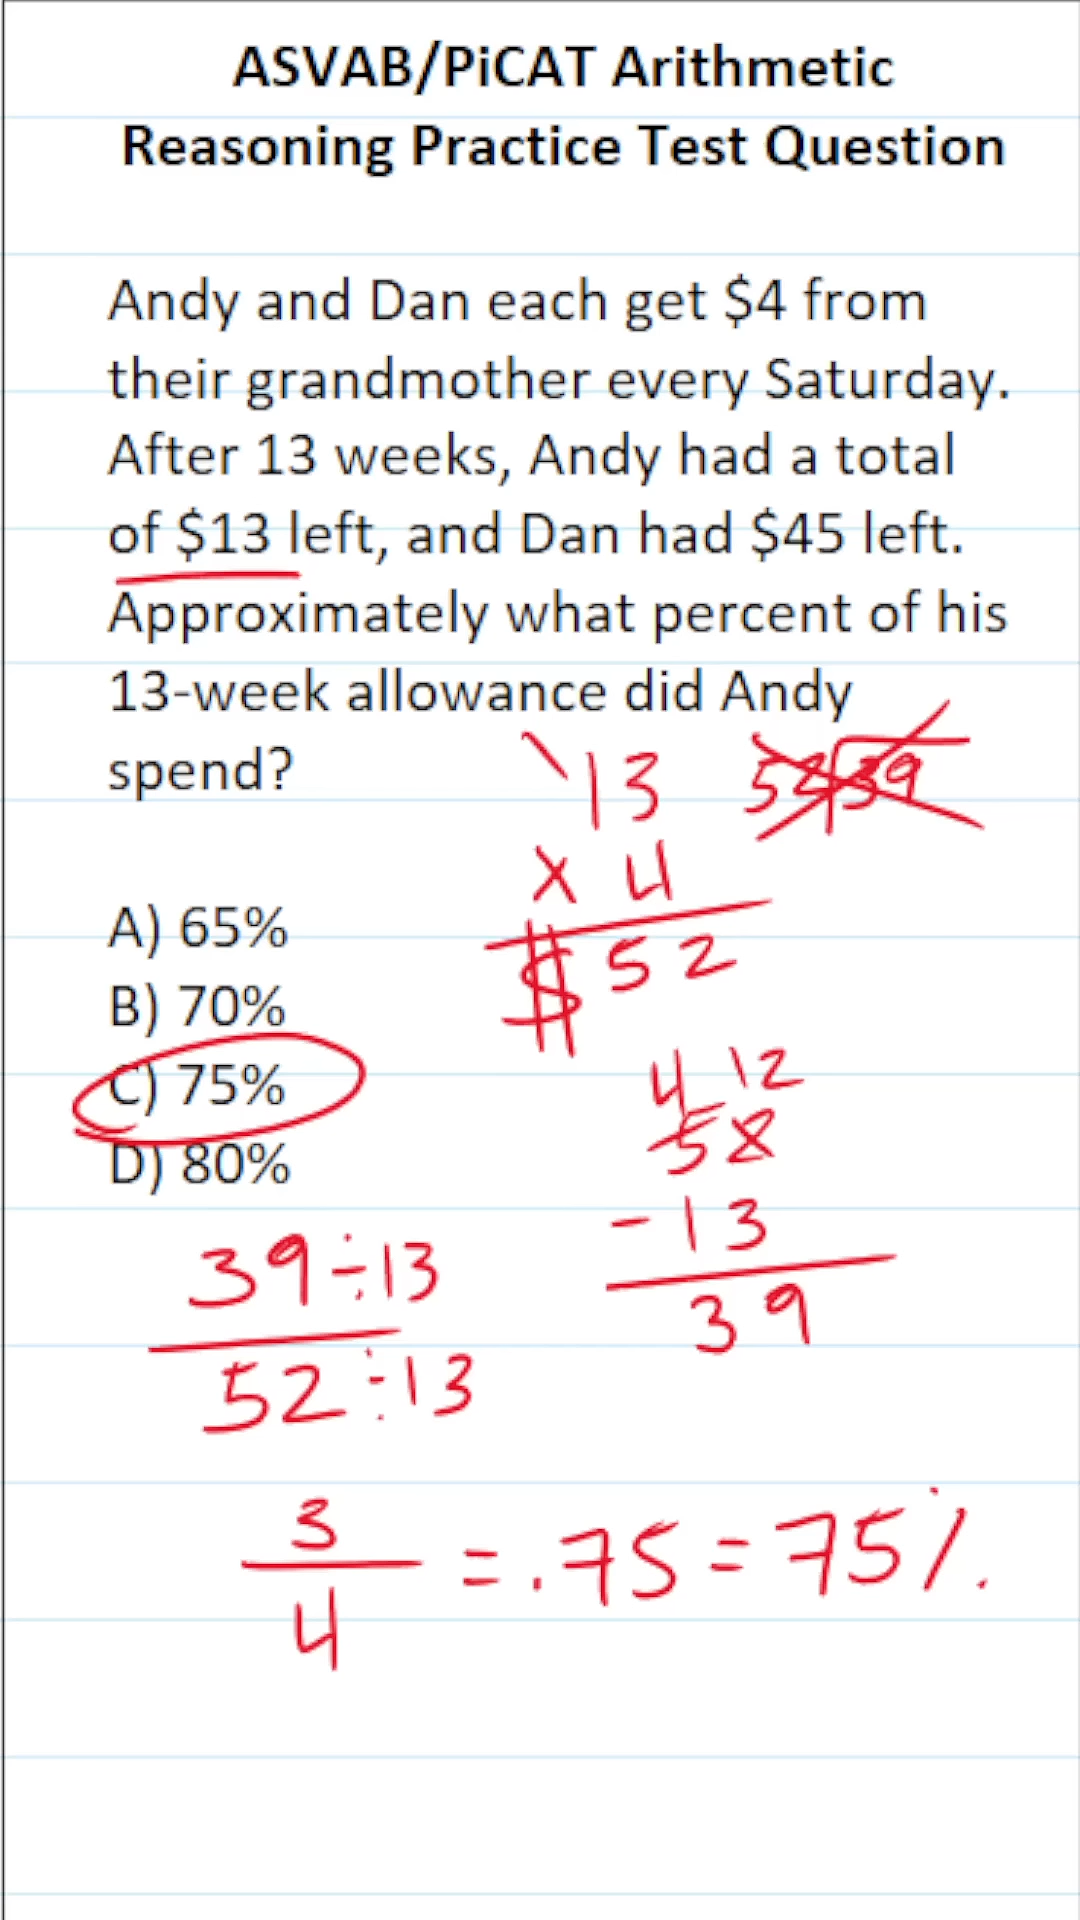 ASVAB/PiCAT Arithmetic
Reasoning Practice Test Question
Andy and Dan each get $4 from
their grandmother every Saturday.
After 13 weeks, Andy had a total
of $13 left, and Dan had $45 left.
Approximately what percent of his
13-week allowance did Andy
spend?
13
x 4
$52
52 39
A) 65%
B) 70%
C) 75%
D) 80%
4 12
52
- 13
39
39 ÷ 13
52 ÷ 13
3
4
= .75 = 75%